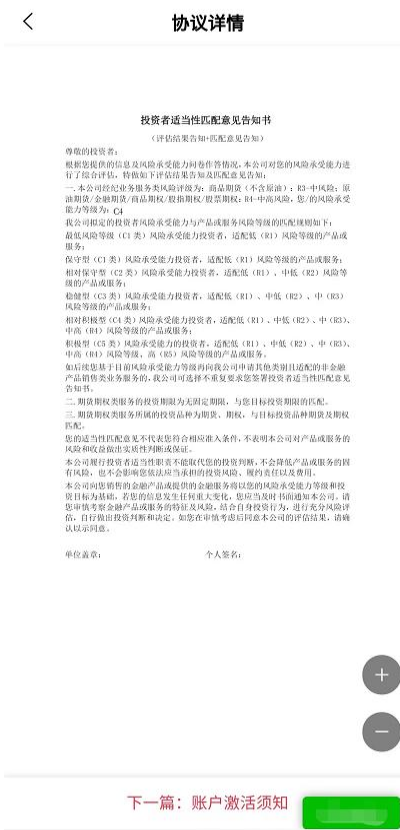 协议详情
投资者适当性匹配意见告知书
(评估结果告知+匹配意见告知)
尊敬的投资者:
根据您提供的信息及风险承受能力问卷作答情况,本公司对您的风险承受能力进
行了综合评估,特做如下评估结果告知及匹配意见告知:
一.本公司经纪业务服务类风险评级为:商品期货(不含原油):R3-中风险;原
油期货/金融期货/商品期权/股指期权/股票期权:R4-中高风险,您/的风险承受
能力等级为:C4
我公司拟定的投资者风险承受能力与产品或服务风险等级的匹配规则如下:
最低风险等级(C1 类)风险承受能力投资者,适配低(R1)风险等级的产品或
服务;
保守型(C1 类)风险承受能力投资者,适配低(R1)风险等级的产品或服务;
相对保守型(C2 类)风险承受能力投资者,适配低(R1)、中低(R2)风险等
级的产品或服务;
稳健型(C3 类)风险承受能力投资者,适配低(R1)、中低(R2)、中(R3)
风险等级的产品或服务;
相对积极型(C4 类)风险承受能力投资者,适配低(R1)、中低(R2)、中(R3)、
中高(R4)风险等级的产品或服务;
积极型(C5 类)风险承受能力的投资者,适配低(R1)、中低(R2)、中(R3)、
中高(R4)风险等级、高(R5)风险等级的产品或服务。
如后续您基于目前风险承受能力等级再向我公司申请其他类别且适配的非金融
产品销售类业务服务的,我公司可选择不重复要求您签署投资者适当性匹配意见
告知书。
二.期货期权类服务的投资期限为无固定期限,与您目标投资期限的匹配。
三.期货期权类服务所属的投资品种为期货、期权,与目标投资品种期货及期权
匹配。
您的适当性匹配意见不代表您符合相应准入条件,不表明本公司对产品或服务的
风险和收益做出实质性判断或保证。
本公司履行投资者适当性职责不能取代您的投资判断,不会降低产品或服务的固
有风险,也不会影响您依法应当承担的投资风险、履约责任以及费用。
本公司向您销售的金融产品或提供的金融服务将以您的风险承受能力等级和投
资目标为基础,若您的信息发生任何重大变化,您应当及时书面通知本公司。请
您审慎考察金融产品或服务的特征及风险,结合自身投资行为,进行充分风险评
估,自行做出投资判断和决定。如您在审慎考虑后同意本公司的评估结果,请确
认以示同意。
单位盖章: 个人签名:
下一篇:账户激活须知